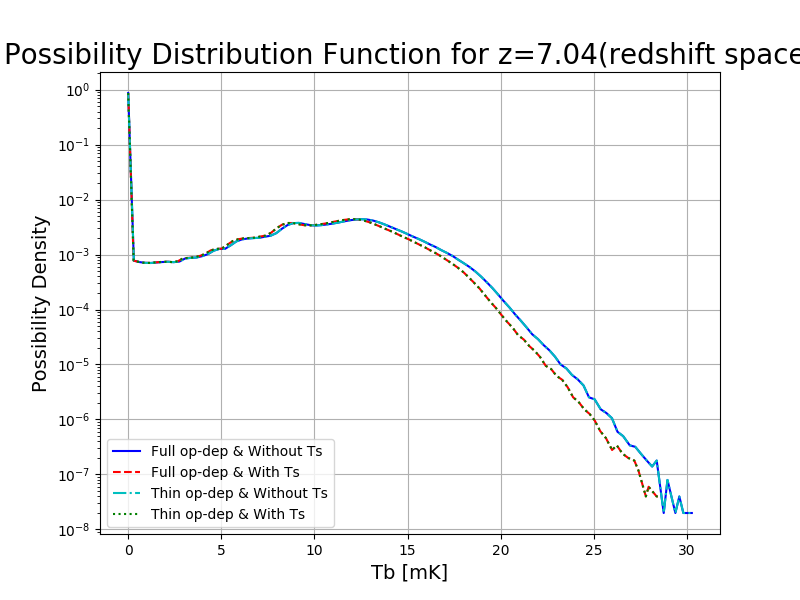 Possibility Distribution Function for z=7.04(redshift space
Possibility Density
10⁰
10⁻¹
10⁻²
10⁻³
10⁻⁴
10⁻⁵
10⁻⁶
10⁻⁷
10⁻⁸
Full op-dep & Without Ts
Full op-dep & With Ts
Thin op-dep & Without Ts
Thin op-dep & With Ts
0 5 10 15 20 25 30
Tb [mK]